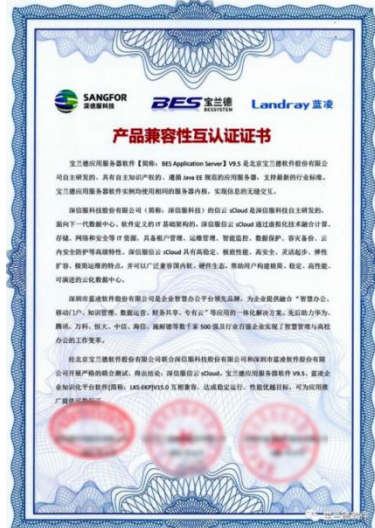 SANGFOR
深信服科技
BES 宝兰德
BESSYSTEM
Landray 蓝凌
产品兼容性互认证证书
宝兰德应用服务器软件【简称：BES Application Server】V9.5 是北京宝兰德软件股份有限公
司自主研发的、具有自主知识产权的、遵循 Java EE 规范的应用服务器，支持最新的行业标准。
宝兰德应用服务器软件实例均使用相同的服务器内核，实现信息的无缝交互。
深信服科技股份有限公司（简称：深信服）的信云 sCloud 是深信服科技自主研发的、
面向下一代数据中心、软件定义的 IT 基础架构的。深信服信云 sCloud 通过虚拟化技术融合计算、
存储、网络和安全等 IT 资源，具备租户管理、运维管理、智能监控、数据保护、容灾备份、云
内安全防护等高级特性。深信服信云 sCloud 具有高稳定、极致性能、高安全、灵活起步、弹性
扩容、极简运维的特点；并可以广泛兼容国内软、硬件生态，帮助用户构建极简、稳定、高性能、
可演进的云化数据中心。
深圳市蓝凌软件股份有限公司是企业智慧办公平台领先品牌，为企业提供融合“智慧办公、
移动门户、知识管理、数据运营、财务共享、专有云”等应用的一体化解决方案；先后助力华为、
腾讯、万科、恒大、中信、海信、施耐德等数千家 500 强及行业百强企业实现了智慧管理与高校
办公的工作变革。
经北京宝兰德软件股份有限公司联合深信服科技股份有限公司和深圳市蓝凌软件股份有限
公司开展严格的联合测试，得出结论：深信服信云 sCloud、宝兰德应用服务器软件 V9.5、蓝凌企
业知识化平台软件[简称：LKS-EKP]V15.0 互相兼容，达成稳定运行、性能优越目标，可为应用推